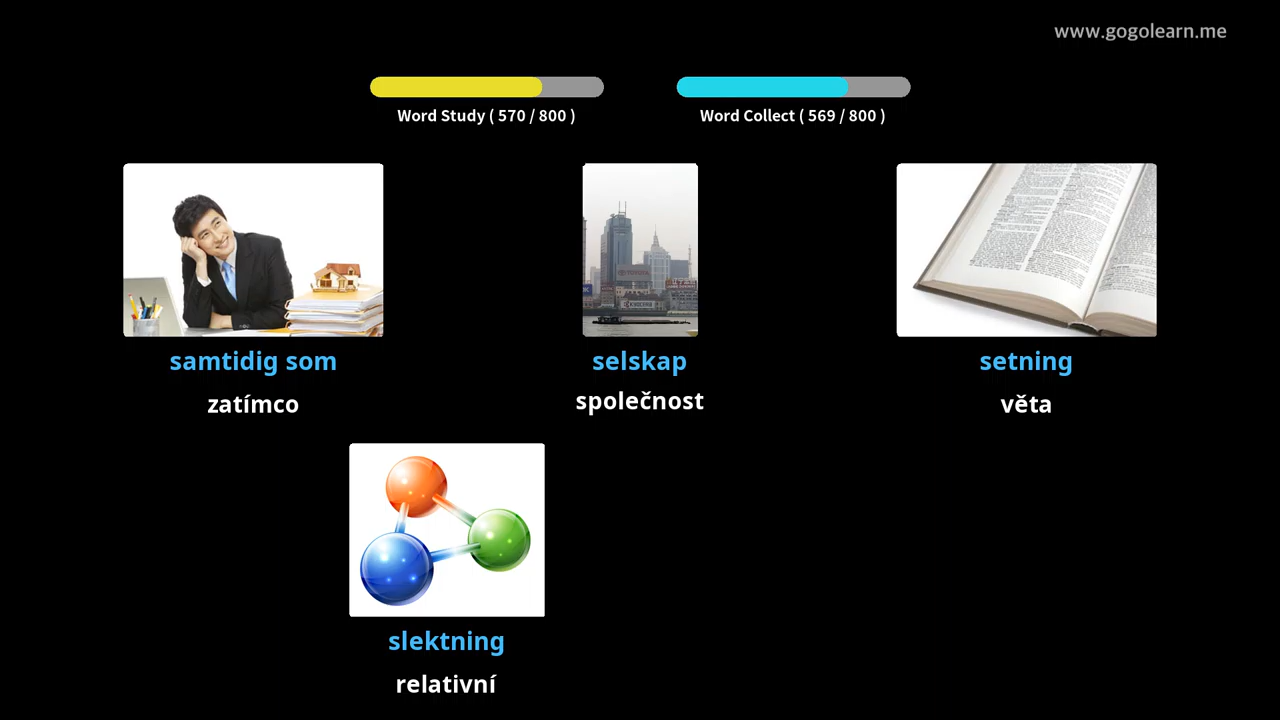 www.gogolearn.me
Word Study ( 570 / 800 )
Word Collect ( 569 / 800 )
TOYOTA
samtidig som
selskap
setning
zatímco
společnost
věta
slektning
relativní